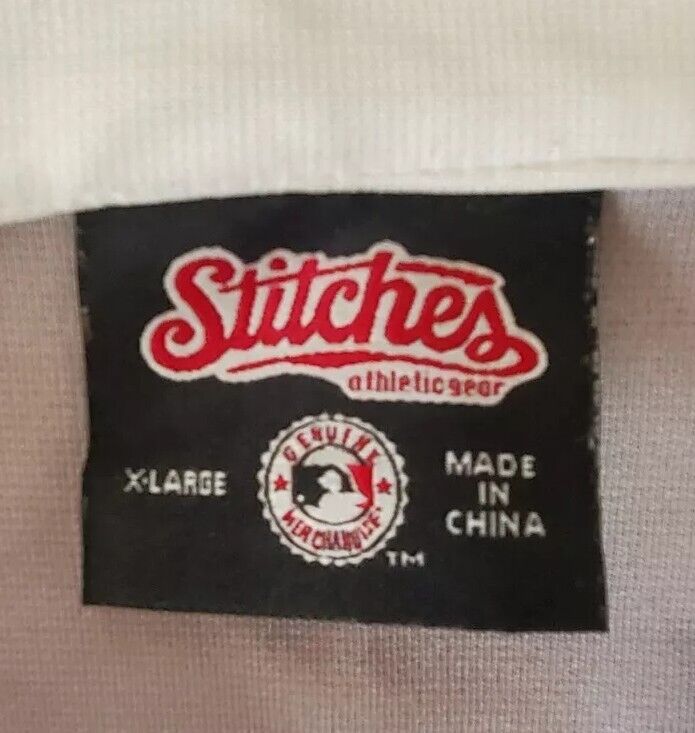 Stitches
athletic gear
X-LARGE
GENUINE
MERCHANDISE
TM
MADE
IN
CHINA